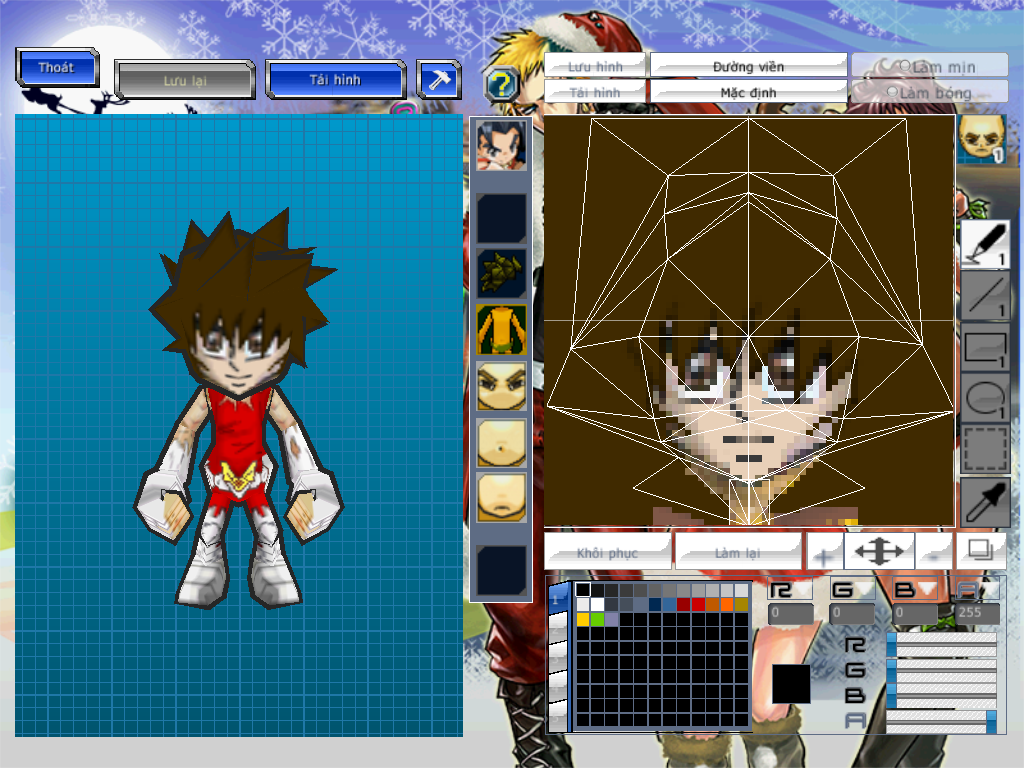 Thoát
Lưu lại
Tải hình
?
Lưu hình
Đường viền
Làm mịn
Tải hình
Mặc định
Làm bóng
1
1
1
1
1
Khôi phục
Làm lại
+
-
1
R
G
B
A
0
0
0
255
R
G
B
A